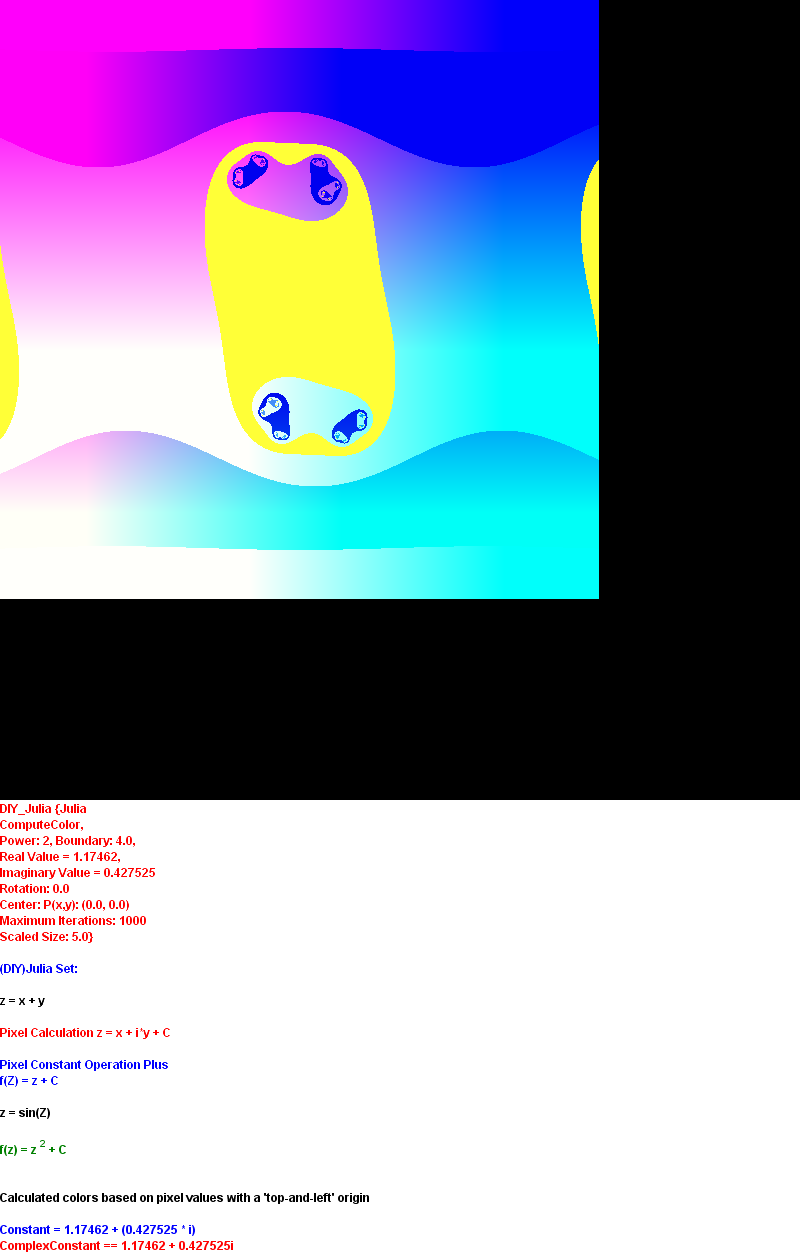 DIY_Julia {Julia
ComputeColor,
Power: 2, Boundary: 4.0,
Real Value = 1.17462,
Imaginary Value = 0.427525
Rotation: 0.0
Center: P(x,y): (0.0, 0.0)
Maximum Iterations: 1000
Scaled Size: 5.0}
(DIY)Julia Set:
z = x + y
Pixel Calculation z = x + i*y + C
Pixel Constant Operation Plus
f(Z) = z + C
z = sin(Z)
f(z) = z 2 + C
Calculated colors based on pixel values with a 'top-and-left' origin
Constant = 1.17462 + (0.427525 * i)
ComplexConstant == 1.17462 + 0.427525i